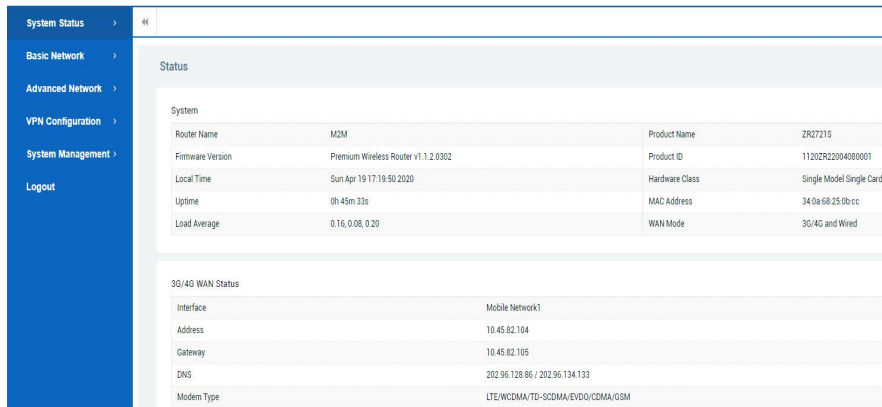 System Status
Basic Network
Advanced Network
VPN Configuration
System Management
Logout
Status
System
Router Name M2M Product Name ZR2721S
Firmware Version Premium Wireless Router v1.1.2.0302 Product ID 1120ZR22004080001
Local Time Sun Apr 19 17:19:50 2020 Hardware Class Single Model Single Card
Uptime 0h 45m 33s MAC Address 34:0a:68:25:0b:cc
Load Average 0.16, 0.08, 0.20 WAN Mode 3G/4G and Wired
3G/4G WAN Status
Interface Mobile Network1
Address 10.45.82.104
Gateway 10.45.82.105
DNS 202.96.128.86 / 202.96.134.133
Modem Type LTE/WCDMA/TD-SCDMA/EVDO/CDMA/GSM